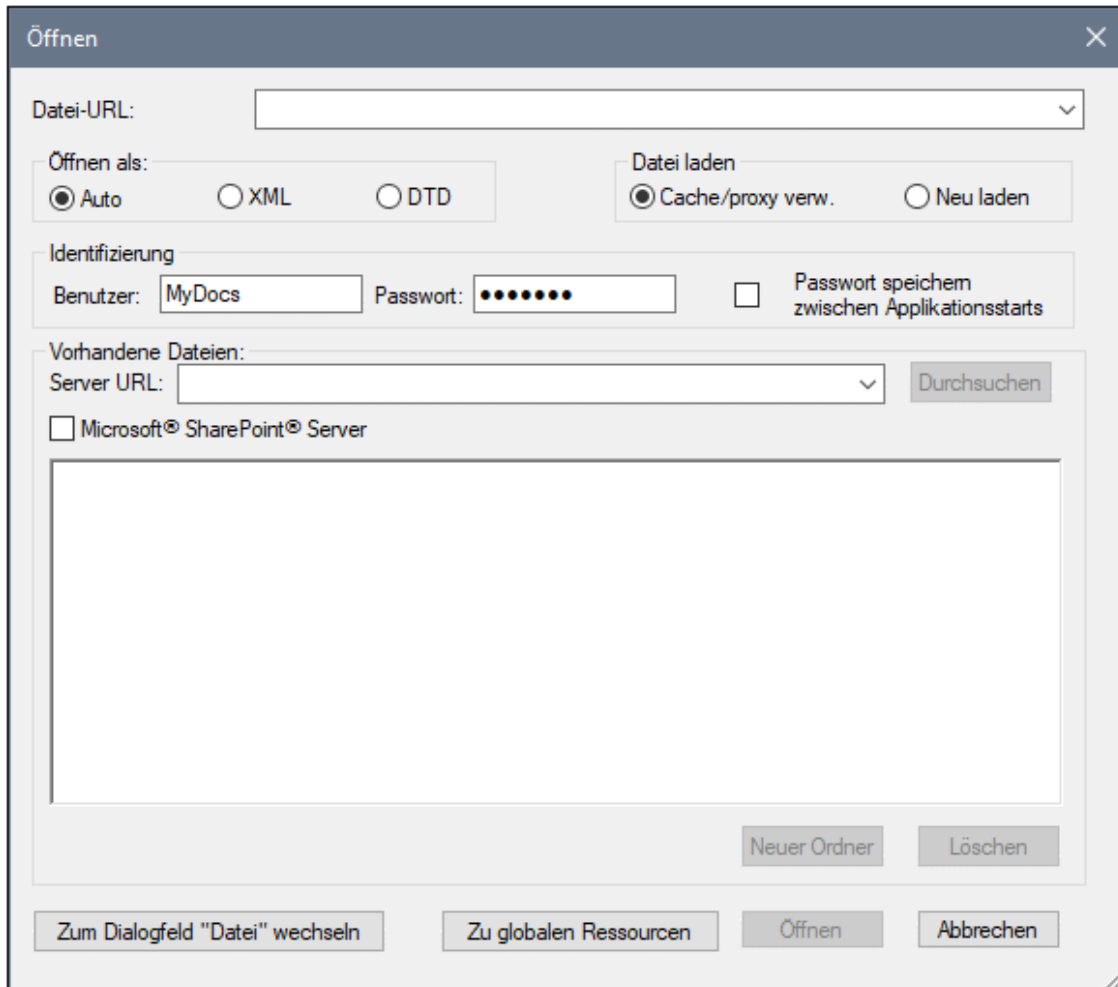 Öffnen
Datei-URL:
Öffnen als:
Datei laden
Auto XML DTD Cache/proxy verw. Neu laden
Identifizierung
Benutzer: MyDocs Passwort: ●●●●●●● Passwort speichern
zwischen Applikationsstarts
Vorhandene Dateien:
Server URL: Durchsuchen
Microsoft® SharePoint® Server
Neuer Ordner Löschen
Zum Dialogfeld "Datei" wechseln Zu globalen Ressourcen Öffnen Abbrechen